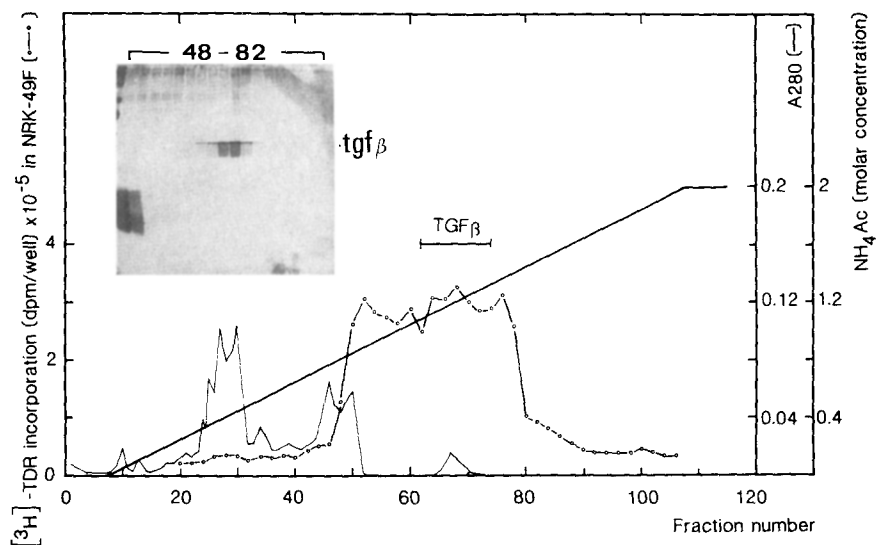 [³H]-TDR incorporation (dpm/well) x10⁻⁵ in NRK-49F (•—•)
48-82
tgfβ
TGFβ
4
2
0
0.2
0.12
0.04
A280 (—)
2
1.2
0.4
NH₄Ac (molar concentration)
0 20 40 60 80 100 120
Fraction number